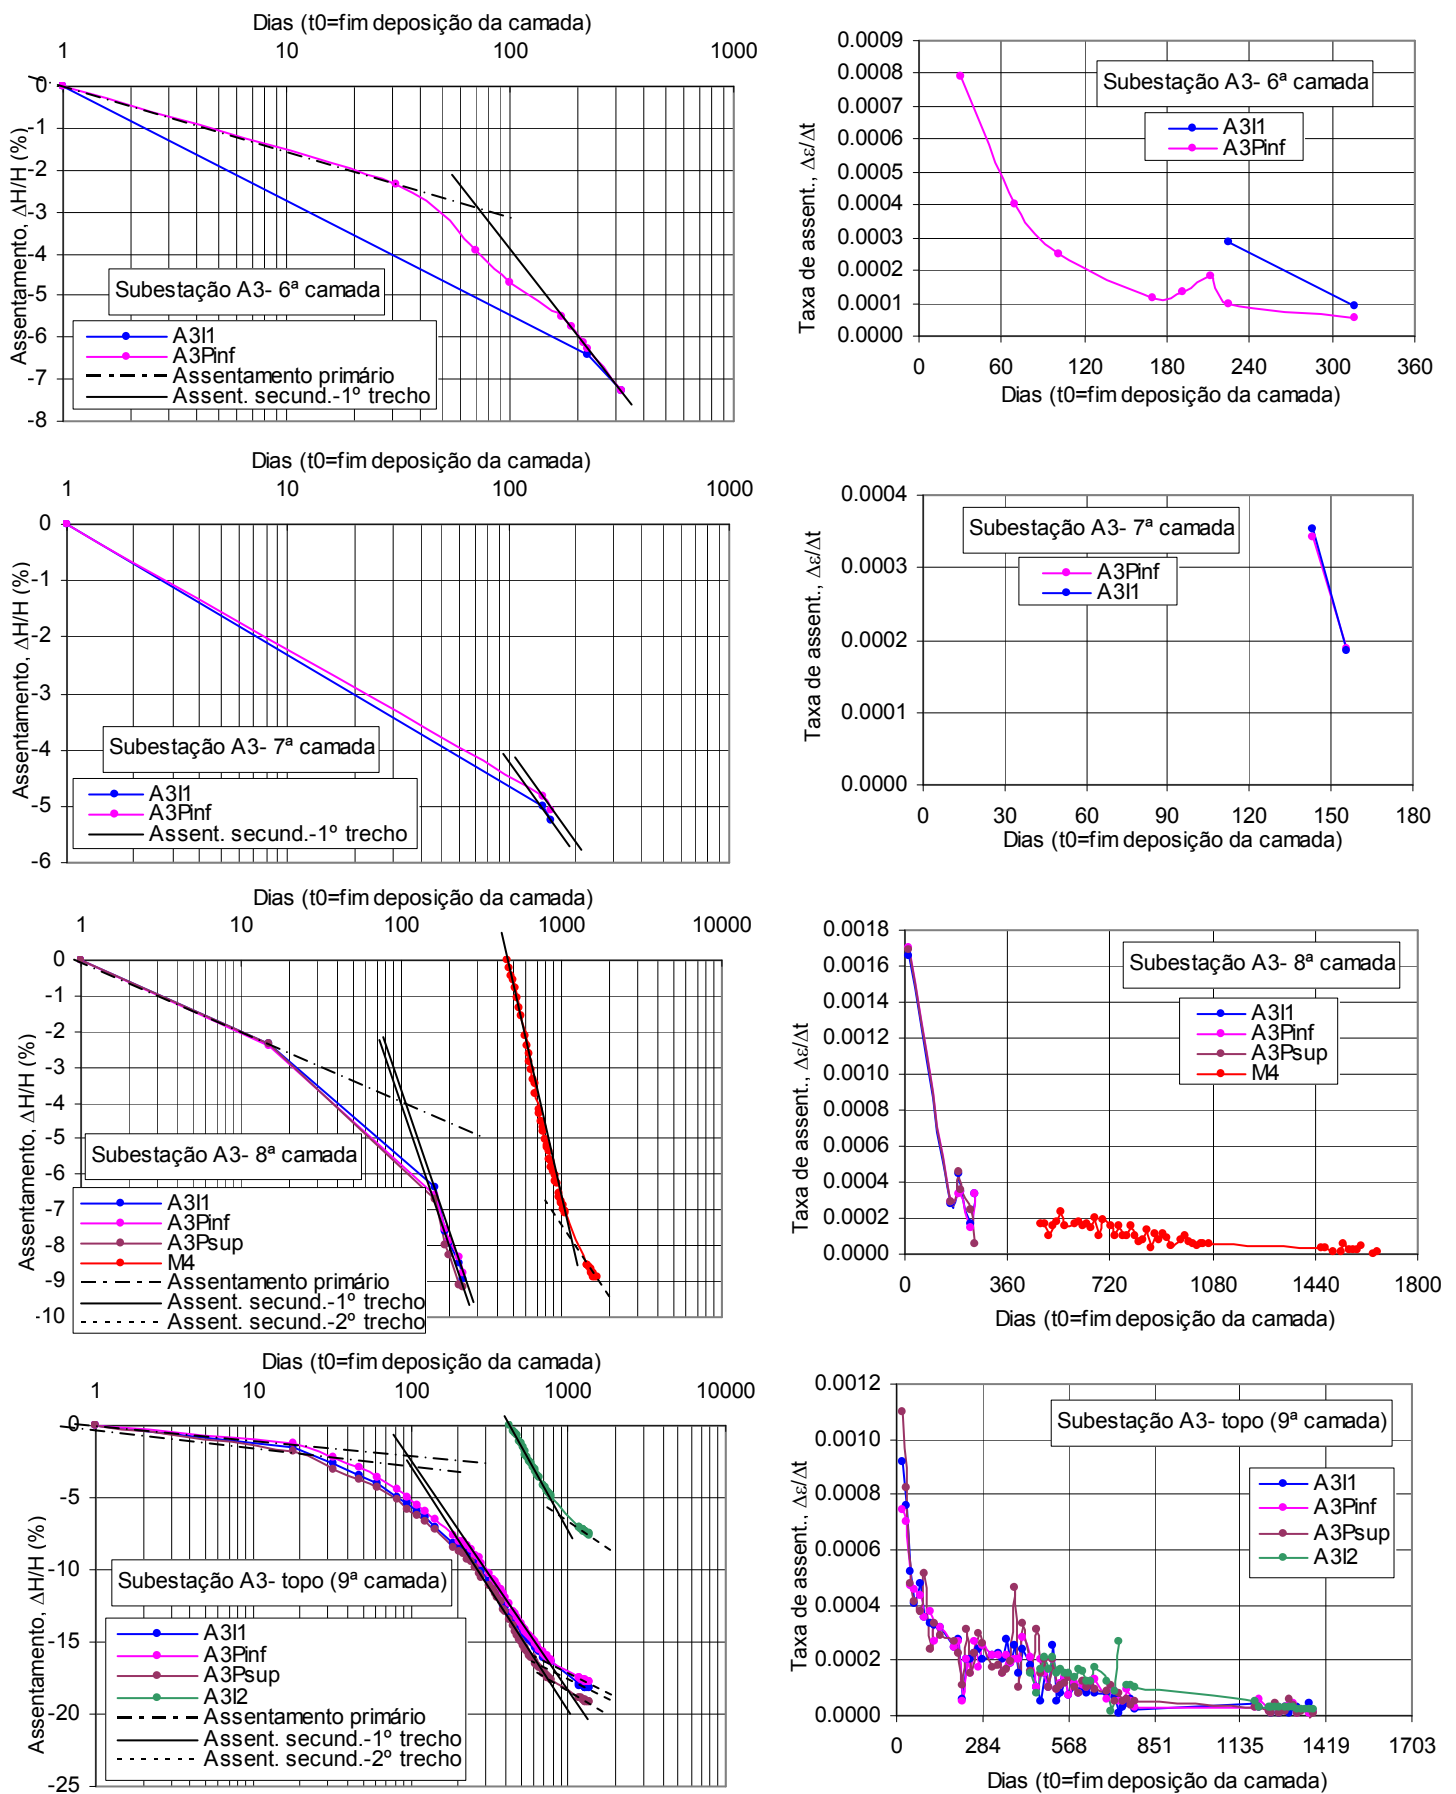 Dias (t0=fim deposição da camada)
1 10 100 1000
0
-1
-2
-3
-4
-5
-6
-7
-8
Assentamento, ΔH/H (%)
Subestação A3- 6ª camada
A3I1
A3Pinf
Assentamento primário
Assent. secund.-1º trecho
0.0009
0.0008
0.0007
0.0006
0.0005
0.0004
0.0003
0.0002
0.0001
0.0000
Taxa de assent., Δε/Δt
Subestação A3- 6ª camada
A3I1
A3Pinf
0 60 120 180 240 300 360
Dias (t0=fim deposição da camada)
Dias (t0=fim deposição da camada)
1 10 100 1000
0
-1
-2
-3
-4
-5
-6
Assentamento, ΔH/H (%)
Subestação A3- 7ª camada
A3I1
A3Pinf
Assent. secund.-1º trecho
0.0004
0.0003
0.0002
0.0001
0.0000
Taxa de assent., Δε/Δt
Subestação A3- 7ª camada
A3Pinf
A3I1
0 30 60 90 120 150 180
Dias (t0=fim deposição da camada)
Dias (t0=fim deposição da camada)
1 10 100 1000 10000
0
-1
-2
-3
-4
-5
-6
-7
-8
-9
-10
Assentamento, ΔH/H (%)
Subestação A3- 8ª camada
A3I1
A3Pinf
A3Psup
M4
Assentamento primário
Assent. secund.-1º trecho
Assent. secund.-2º trecho
0.0018
0.0016
0.0014
0.0012
0.0010
0.0008
0.0006
0.0004
0.0002
0.0000
Taxa de assent., Δε/Δt
Subestação A3- 8ª camada
A3I1
A3Pinf
A3Psup
M4
0 360 720 1080 1440 1800
Dias (t0=fim deposição da camada)
Dias (t0=fim deposição da camada)
1 10 100 1000 10000
0
-5
-10
-15
-20
-25
Assentamento, ΔH/H (%)
Subestação A3- topo (9ª camada)
A3I1
A3Pinf
A3Psup
A3I2
Assentamento primário
Assent. secund.-1º trecho
Assent. secund.-2º trecho
0.0012
0.0010
0.0008
0.0006
0.0004
0.0002
0.0000
Taxa de assent., Δε/Δt
Subestação A3- topo (9ª camada)
A3I1
A3Pinf
A3Psup
A3I2
0 284 568 851 1135 1419 1703
Dias (t0=fim deposição da camada)